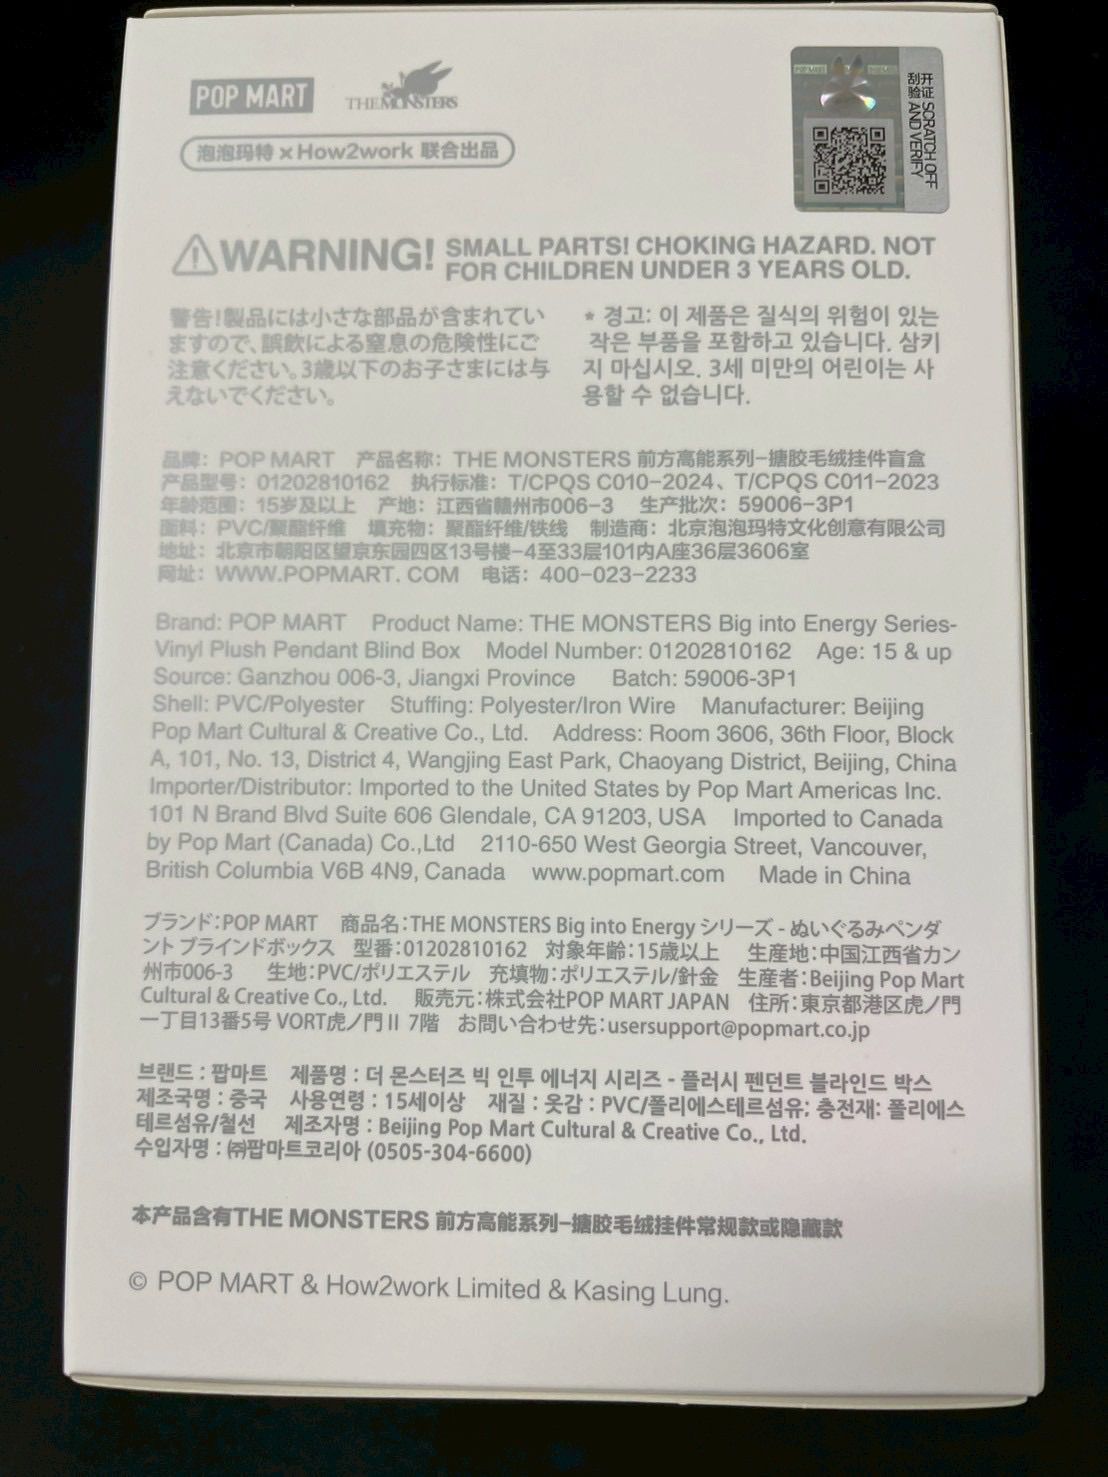 POP MART
THE MONSTERS
泡泡玛特 × How2work 联合出品
POP MART
POP MART
刮开
验证 SCRATCH OFF
AND VERIFY
WARNING! SMALL PARTS! CHOKING HAZARD. NOT
FOR CHILDREN UNDER 3 YEARS OLD.
警告!製品には小さな部品が含まれてい
ますので、誤飲による窒息の危険性にご
注意ください。3歳以下のお子さまには与
えないでください。
* 경고: 이 제품은 질식의 위험이 있는
작은 부품을 포함하고 있습니다. 삼키
지 마십시오. 3세 미만의 어린이는 사
용할 수 없습니다.
品牌：POP MART 产品名称：THE MONSTERS 前方高能系列-搪胶毛绒挂件盲盒
产品型号：01202810162 执行标准：T/CPQS C010-2024、T/CPQS C011-2023
年龄范围：15岁及以上 产地：江西省赣州市006-3 生产批次：59006-3P1
面料：PVC/聚酯纤维 填充物：聚酯纤维/铁线 制造商：北京泡泡玛特文化创意有限公司
地址：北京市朝阳区望京东园四区13号楼-4至33层101内A座36层3606室
网址：WWW.POPMART. COM 电话：400-023-2233
Brand: POP MART Product Name: THE MONSTERS Big into Energy Series-
Vinyl Plush Pendant Blind Box Model Number: 01202810162 Age: 15 & up
Source: Ganzhou 006-3, Jiangxi Province Batch: 59006-3P1
Shell: PVC/Polyester Stuffing: Polyester/Iron Wire Manufacturer: Beijing
Pop Mart Cultural & Creative Co., Ltd. Address: Room 3606, 36th Floor, Block
A, 101, No. 13, District 4, Wangjing East Park, Chaoyang District, Beijing, China
Importer/Distributor: Imported to the United States by Pop Mart Americas Inc.
101 N Brand Blvd Suite 606 Glendale, CA 91203, USA Imported to Canada
by Pop Mart (Canada) Co.,Ltd 2110-650 West Georgia Street, Vancouver,
British Columbia V6B 4N9, Canada www.popmart.com Made in China
ブランド：POP MART 商品名：THE MONSTERS Big into Energy シリーズ - ぬいぐるみペンダ
ント ブラインドボックス 型番：01202810162 対象年齢：15歳以上 生産地：中国江西省カン
州市006-3 生地：PVC/ポリエステル 充填物：ポリエステル/針金 生産者：Beijing Pop Mart
Cultural & Creative Co., Ltd. 販売元：株式会社POP MART JAPAN 住所：東京都港区虎ノ門
一丁目13番5号 VORT虎ノ門Ⅱ 7階 お問い合わせ先：usersupport@popmart.co.jp
브랜드 : 팝마트 제품명 : 더 몬스터즈 빅 인투 에너지 시리즈 - 플러시 펜던트 블라인드 박스
제조국명 : 중국 사용연령 : 15세이상 재질 : 옷감 : PVC/폴리에스테르섬유; 충전재: 폴리에스
테르섬유/철선 제조자명 : Beijing Pop Mart Cultural & Creative Co., Ltd.
수입자명 : ㈜팝마트코리아 (0505-304-6600)
本产品含有THE MONSTERS 前方高能系列-搪胶毛绒挂件常规款或隐藏款
© POP MART & How2work Limited & Kasing Lung.